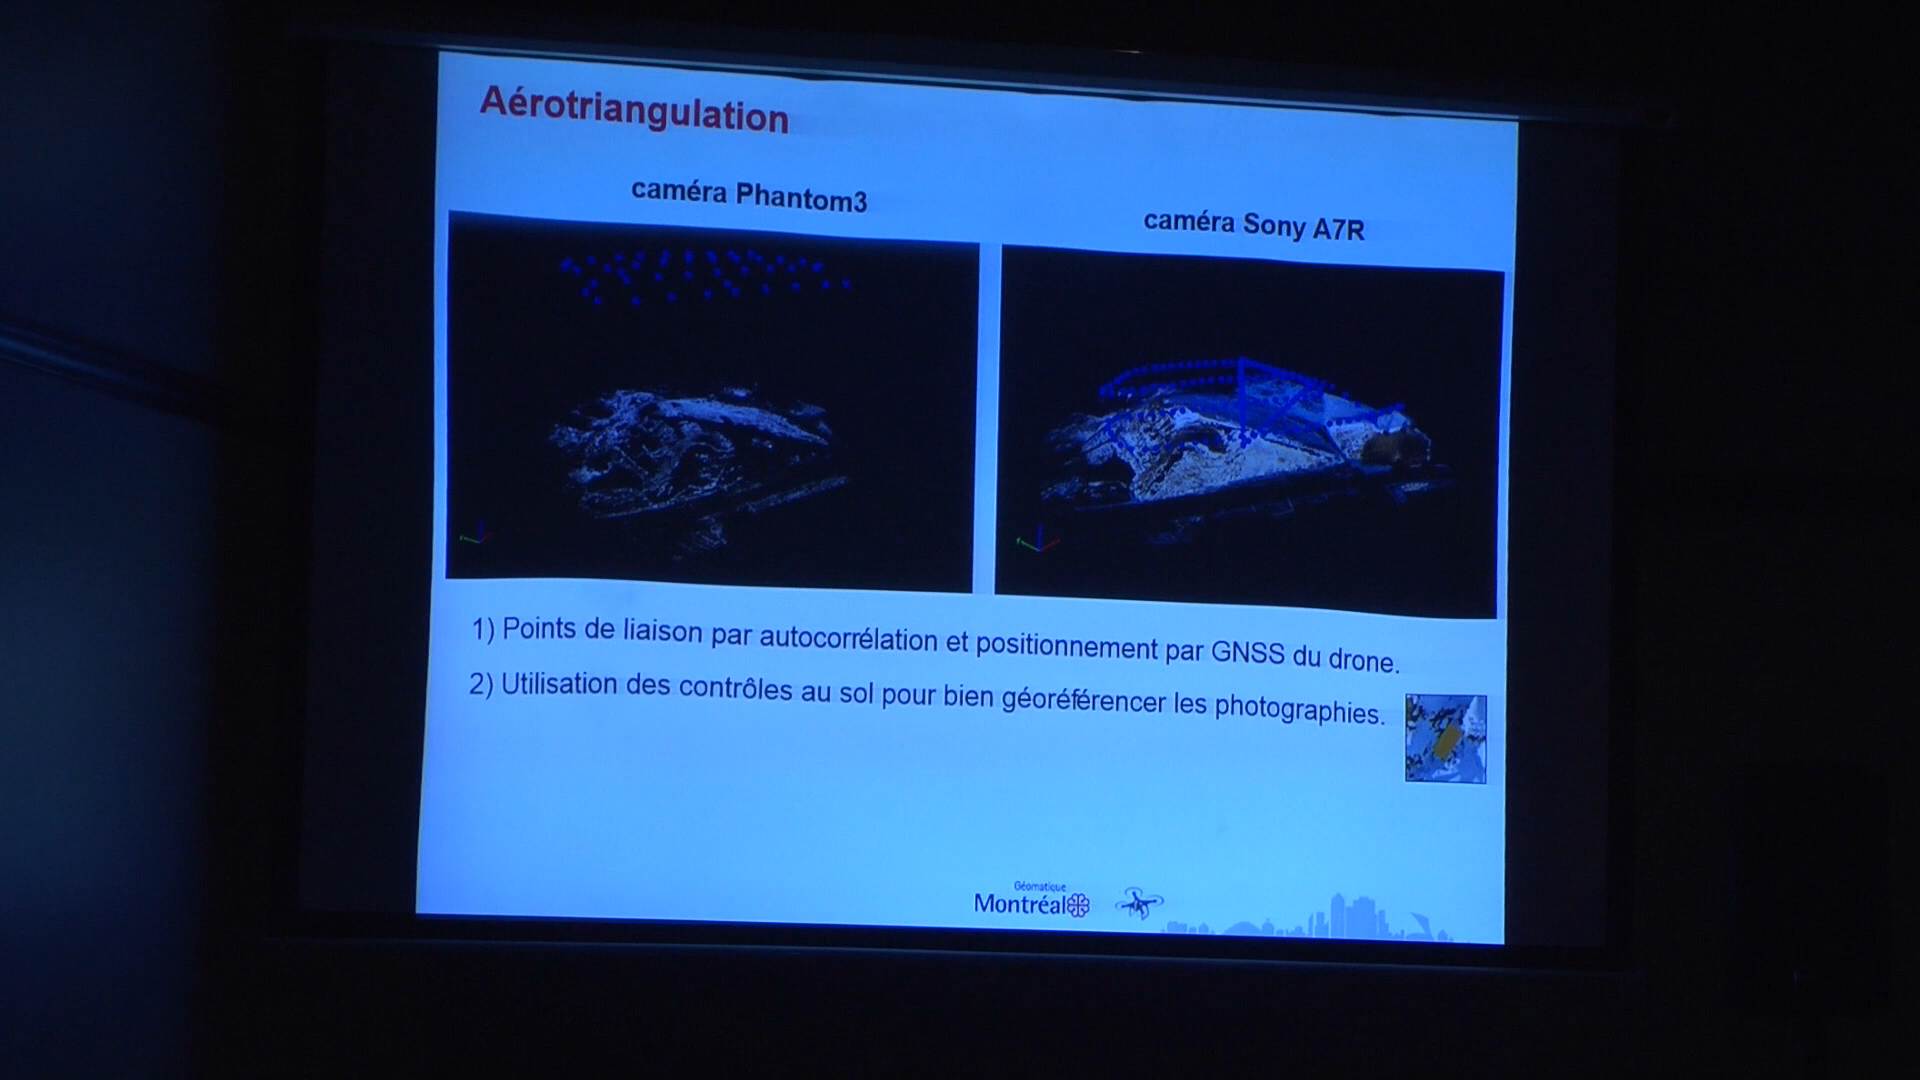 Aérotriangulation
caméra Phantom3
caméra Sony A7R
1) Points de liaison par autocorrélation et positionnement par GNSS du drone.
2) Utilisation des contrôles au sol pour bien géoréférencer les photographies.
Géomatique
Montréal